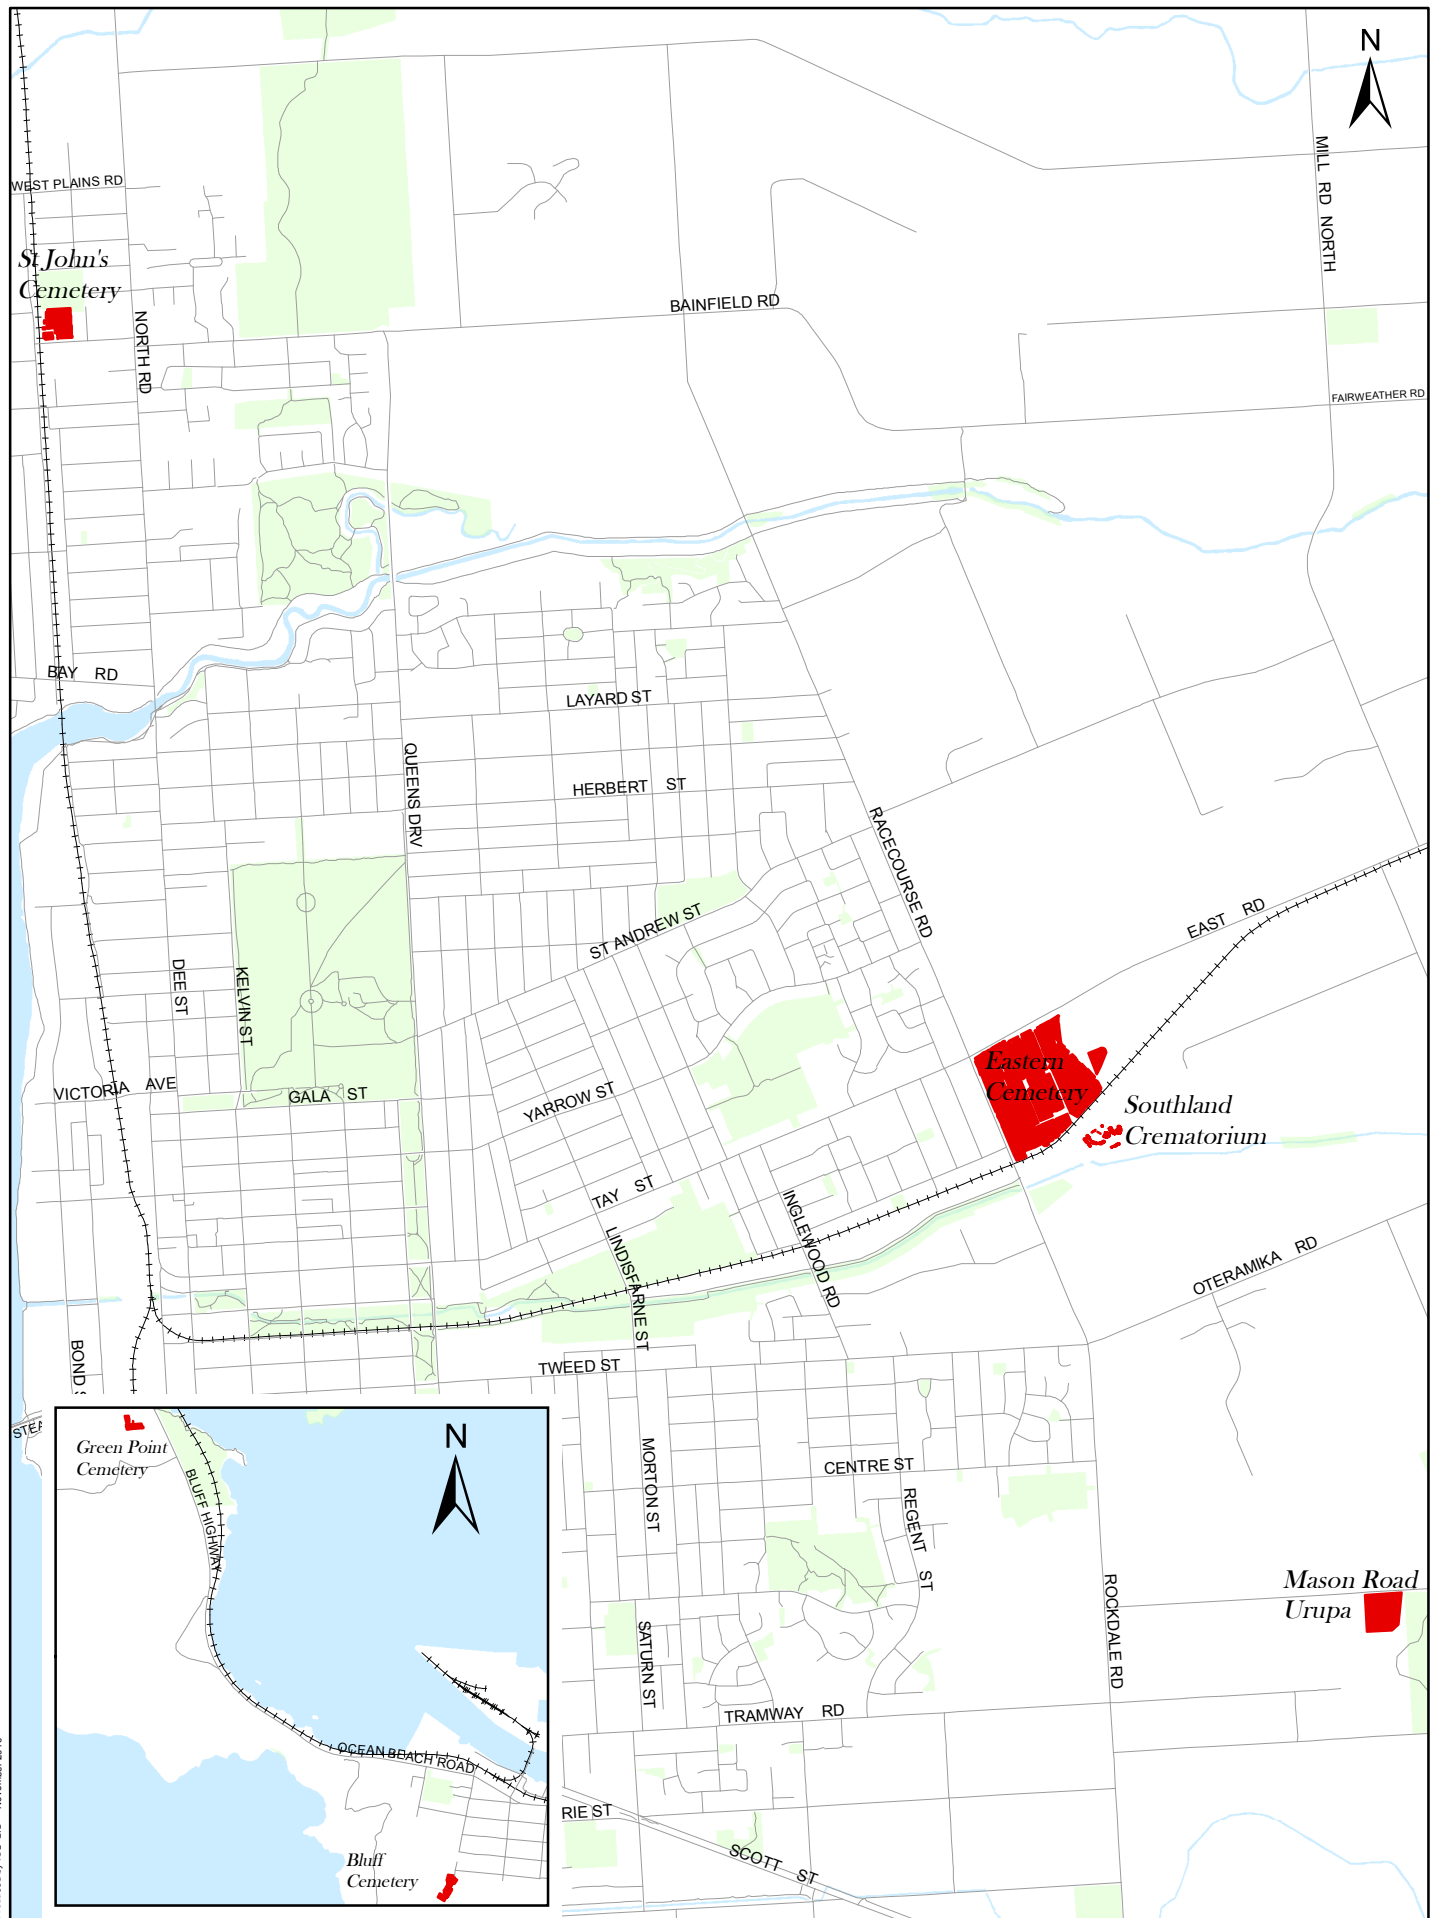 N
MILL RD NORTH
WEST PLAINS RD
St John's
Cemetery
NORTH RD
BAINFIELD RD
FAIRWEATHER RD
BAY RD
LAYARD ST
QUEENS DRV
HERBERT ST
RACECOURSE RD
ST ANDREW ST
EAST RD
DEE ST
KELVIN ST
Eastern
Cemetery
VICTORIA AVE
GALA ST
YARROW ST
Southland
Crematorium
TAY ST
INGLEWOOD RD
LINDISFARNE ST
OTERAMIKA RD
BOND S
TWEED ST
STEA
Green Point
Cemetery
N
BLUFF HIGHWAY
MORTON ST
CENTRE ST
REGENT ST
ROCKDALE RD
Mason Road
Urupa
SATURN ST
TRAMWAY RD
OCEAN BEACH ROAD
RIE ST
SCOTT ST
Bluff
Cemetery